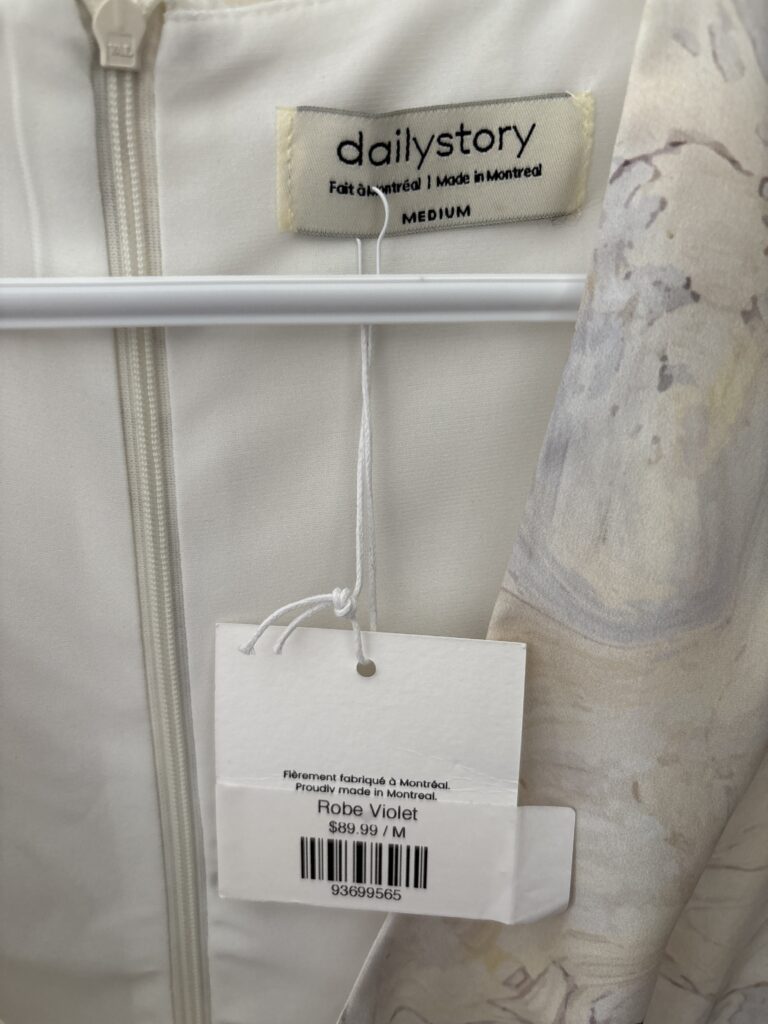 dailystory
Fait à Montréal | Made in Montreal
MEDIUM
Fièrement fabriqué à Montréal.
Proudly made in Montreal.
Robe Violet
$89.99 / M
93699565